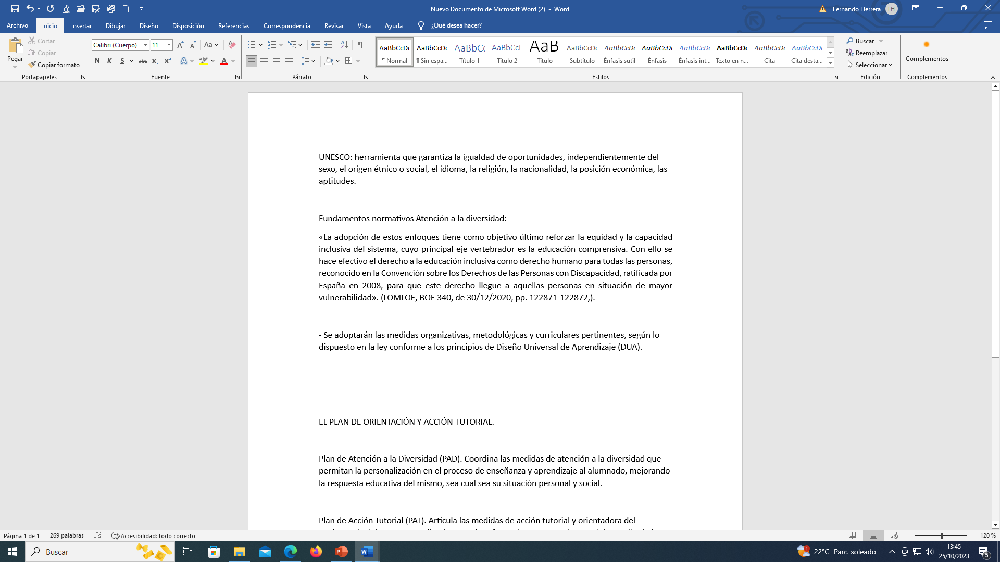 Nuevo Documento de Microsoft Word (2) - Word
Fernando Herrera
FH
Archivo Inicio Insertar Dibujar Diseño Disposición Referencias Correspondencia Revisar Vista Ayuda ¿Qué desea hacer?
Pegar
Cortar
Copiar
Copiar formato
Portapapeles
Calibri (Cuerpo) 11
N K S abc x₂ x²
Fuente
Párrafo
AaBbCcDc AaBbCcDc AaBbCc AaBbCcD AaB AaBbCcDc AaBbCcDc AaBbCcDc AaBbCcDc AaBbCcDc AaBbCcDc AaBbCcDc
¶ Normal ¶ Sin espa... Título 1 Título 2 Título Subtítulo Énfasis sutil Énfasis Énfasis int... Texto en n... Cita Cita desta...
Estilos
Buscar
Reemplazar
Seleccionar
Edición
Complementos
Complementos
UNESCO: herramienta que garantiza la igualdad de oportunidades, independientemente del
sexo, el origen étnico o social, el idioma, la religión, la nacionalidad, la posición económica, las
aptitudes.
Fundamentos normativos Atención a la diversidad:
«La adopción de estos enfoques tiene como objetivo último reforzar la equidad y la capacidad
inclusiva del sistema, cuyo principal eje vertebrador es la educación comprensiva. Con ello se
hace efectivo el derecho a la educación inclusiva como derecho humano para todas las personas,
reconocido en la Convención sobre los Derechos de las Personas con Discapacidad, ratificada por
España en 2008, para que este derecho llegue a aquellas personas en situación de mayor
vulnerabilidad». (LOMLOE, BOE 340, de 30/12/2020, pp. 122871-122872,).
- Se adoptarán las medidas organizativas, metodológicas y curriculares pertinentes, según lo
dispuesto en la ley conforme a los principios de Diseño Universal de Aprendizaje (DUA).
EL PLAN DE ORIENTACIÓN Y ACCIÓN TUTORIAL.
Plan de Atención a la Diversidad (PAD). Coordina las medidas de atención a la diversidad que
permitan la personalización en el proceso de enseñanza y aprendizaje al alumnado, mejorando
la respuesta educativa del mismo, sea cual sea su situación personal y social.
Plan de Acción Tutorial (PAT). Articula las medidas de acción tutorial y orientadora del
Página 1 de 1 269 palabras Accesibilidad: todo correcto 120 %
Buscar
22°C Parc. soleado
13:45
25/10/2023
5